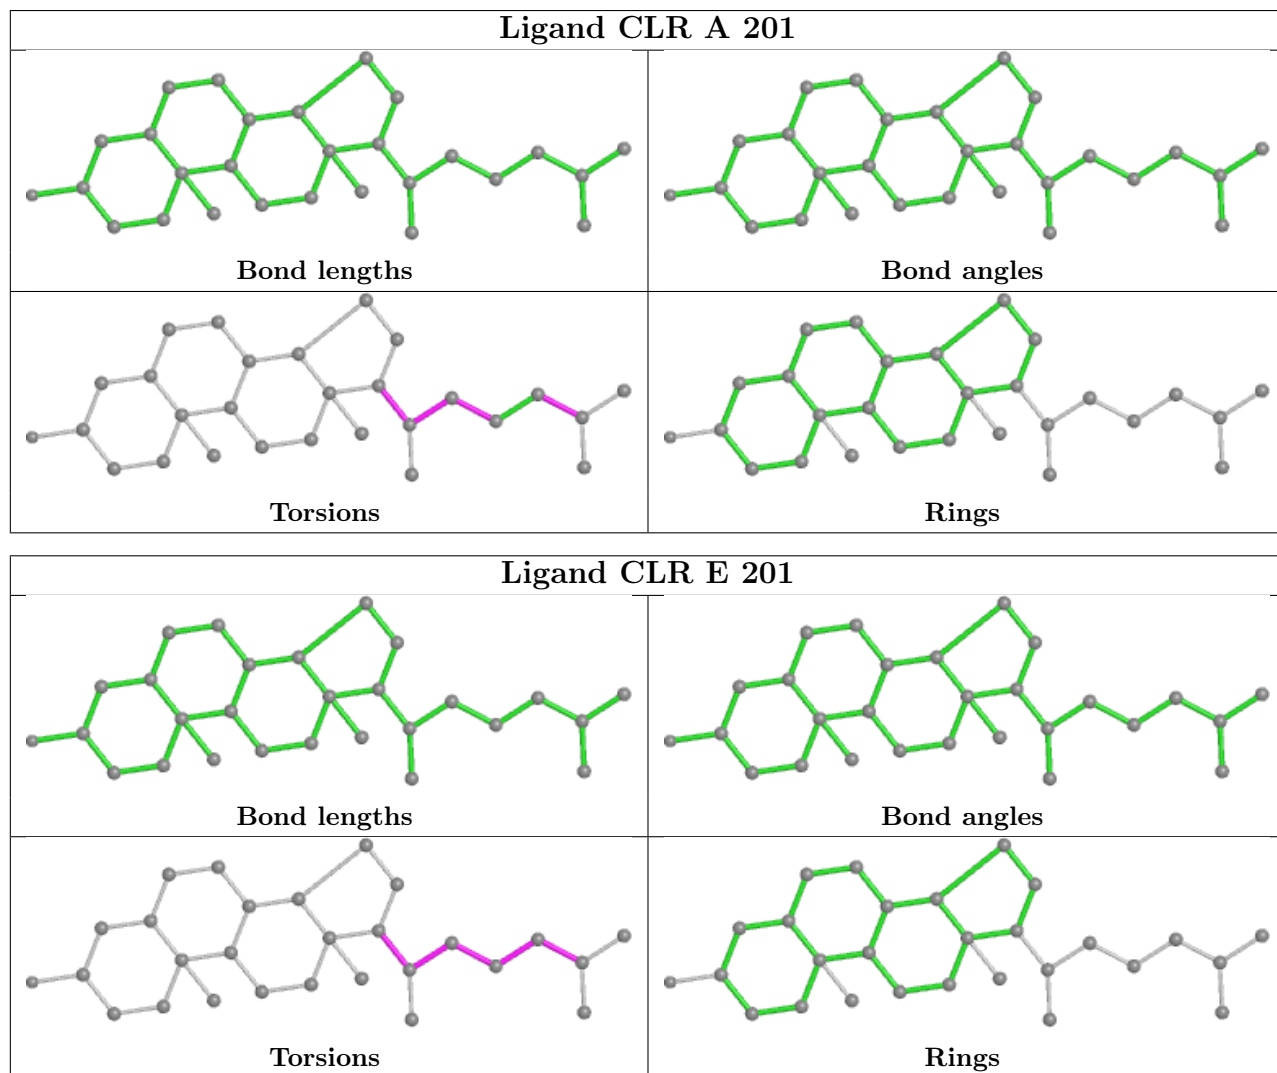 Ligand CLR A 201
Bond lengths
Bond angles
Torsions
Rings
Ligand CLR E 201
Bond lengths
Bond angles
Torsions
Rings